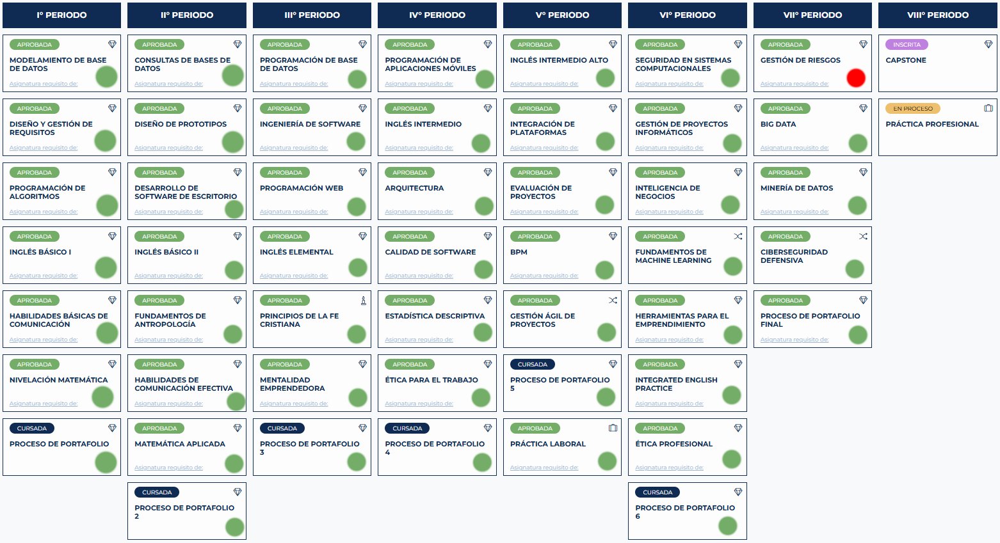 I° PERIODO
APROBADA
MODELAMIENTO DE BASE
DE DATOS
Asignatura requisito de:
APROBADA
DISEÑO Y GESTIÓN DE
REQUISITOS
Asignatura requisito de:
APROBADA
PROGRAMACIÓN DE
ALGORITMOS
Asignatura requisito de:
APROBADA
INGLÉS BÁSICO I
Asignatura requisito de:
APROBADA
HABILIDADES BÁSICAS DE
COMUNICACIÓN
Asignatura requisito de:
APROBADA
NIVELACIÓN MATEMÁTICA
Asignatura requisito de:
CURSADA
PROCESO DE PORTAFOLIO
II° PERIODO
APROBADA
CONSULTAS DE BASES DE
DATOS
Asignatura requisito de:
APROBADA
DISEÑO DE PROTOTIPOS
Asignatura requisito de:
APROBADA
DESARROLLO DE
SOFTWARE DE ESCRITORIO
Asignatura requisito de:
APROBADA
INGLÉS BÁSICO II
Asignatura requisito de:
APROBADA
FUNDAMENTOS DE
ANTROPOLOGÍA
Asignatura requisito de:
APROBADA
HABILIDADES DE
COMUNICACIÓN EFECTIVA
Asignatura requisito de:
APROBADA
MATEMÁTICA APLICADA
Asignatura requisito de:
CURSADA
PROCESO DE PORTAFOLIO
2
III° PERIODO
APROBADA
PROGRAMACIÓN DE BASE
DE DATOS
Asignatura requisito de:
APROBADA
INGENIERÍA DE SOFTWARE
Asignatura requisito de:
APROBADA
PROGRAMACIÓN WEB
Asignatura requisito de:
APROBADA
INGLÉS ELEMENTAL
Asignatura requisito de:
APROBADA
PRINCIPIOS DE LA FE
CRISTIANA
Asignatura requisito de:
APROBADA
MENTALIDAD
EMPRENDEDORA
Asignatura requisito de:
CURSADA
PROCESO DE PORTAFOLIO
3
IV° PERIODO
APROBADA
PROGRAMACIÓN DE
APLICACIONES MÓVILES
Asignatura requisito de:
APROBADA
INGLÉS INTERMEDIO
Asignatura requisito de:
APROBADA
ARQUITECTURA
Asignatura requisito de:
APROBADA
CALIDAD DE SOFTWARE
Asignatura requisito de:
APROBADA
ESTADÍSTICA DESCRIPTIVA
Asignatura requisito de:
APROBADA
ÉTICA PARA EL TRABAJO
Asignatura requisito de:
CURSADA
PROCESO DE PORTAFOLIO
4
V° PERIODO
APROBADA
INGLÉS INTERMEDIO ALTO
Asignatura requisito de:
APROBADA
INTEGRACIÓN DE
PLATAFORMAS
Asignatura requisito de:
APROBADA
EVALUACIÓN DE
PROYECTOS
Asignatura requisito de:
APROBADA
BPM
Asignatura requisito de:
APROBADA
GESTIÓN ÁGIL DE
PROYECTOS
CURSADA
PROCESO DE PORTAFOLIO
5
APROBADA
PRÁCTICA LABORAL
Asignatura requisito de:
VI° PERIODO
APROBADA
SEGURIDAD EN SISTEMAS
COMPUTACIONALES
Asignatura requisito de:
APROBADA
GESTIÓN DE PROYECTOS
INFORMÁTICOS
Asignatura requisito de:
APROBADA
INTELIGENCIA DE
NEGOCIOS
Asignatura requisito de:
APROBADA
FUNDAMENTOS DE
MACHINE LEARNING
APROBADA
HERRAMIENTAS PARA EL
EMPRENDIMIENTO
Asignatura requisito de:
APROBADA
INTEGRATED ENGLISH
PRACTICE
Asignatura requisito de:
APROBADA
ÉTICA PROFESIONAL
Asignatura requisito de:
CURSADA
PROCESO DE PORTAFOLIO
6
VII° PERIODO
APROBADA
GESTIÓN DE RIESGOS
Asignatura requisito de:
APROBADA
BIG DATA
Asignatura requisito de:
APROBADA
MINERÍA DE DATOS
Asignatura requisito de:
APROBADA
CIBERSEGURIDAD
DEFENSIVA
APROBADA
PROCESO DE PORTAFOLIO
FINAL
Asignatura requisito de:
VIII° PERIODO
INSCRITA
CAPSTONE
EN PROCESO
PRÁCTICA PROFESIONAL